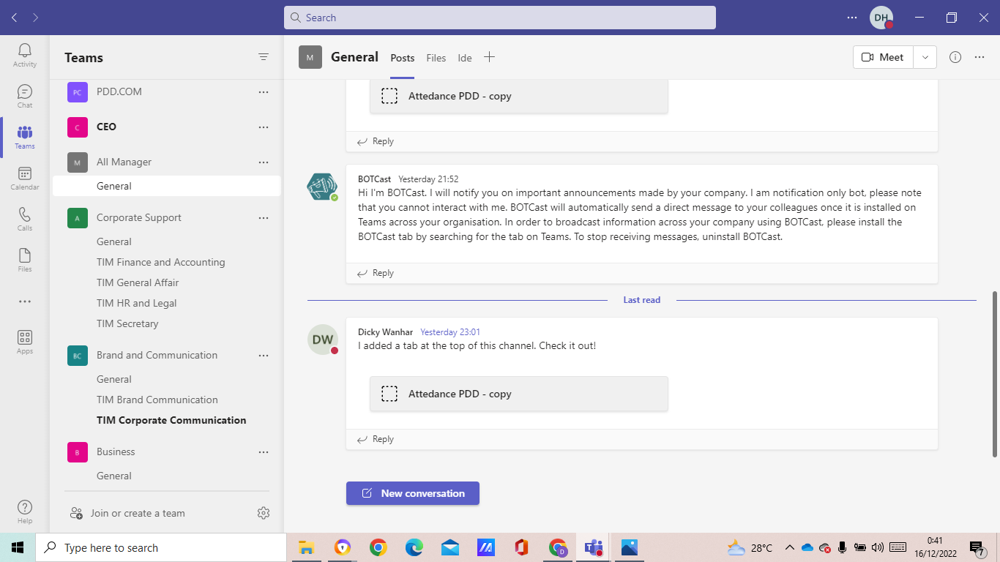 Search
DH
Activity
Chat
Teams
Calendar
Calls
Files
Apps
Help
Teams
PC PDD.COM
C CEO
M All Manager
General
A Corporate Support
General
TIM Finance and Accounting
TIM General Affair
TIM HR and Legal
TIM Secretary
BC Brand and Communication
General
TIM Brand Communication
TIM Corporate Communication
B Business
General
Join or create a team
M General Posts Files Ide
Meet
Attedance PDD - copy
Reply
BOTCast Yesterday 21:52
Hi I'm BOTCast. I will notify you on important announcements made by your company. I am notification only bot, please note
that you cannot interact with me. BOTCast will automatically send a direct message to your colleagues once it is installed on
Teams across your organisation. In order to broadcast information across your company using BOTCast, please install the
BOTCast tab by searching for the tab on Teams. To stop receiving messages, uninstall BOTCast.
Reply
Last read
DW
Dicky Wanhar Yesterday 23:01
I added a tab at the top of this channel. Check it out!
Attedance PDD - copy
Reply
New conversation
Type here to search
D
28°C
0:41
16/12/2022
7